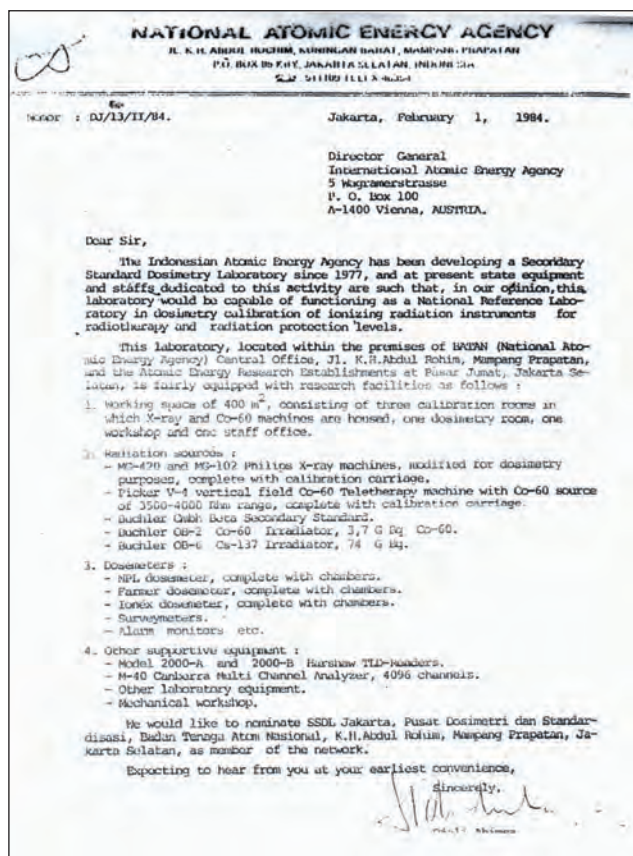 NATIONAL ATOMIC ENERGY AGENCY
JL. K.H. ABDUL ROCHIM, KUNINGAN BARAT, MAMPANG PRAPATAN
P.O. BOX 85 KBY, JAKARTA SELATAN, INDONESIA
Nomor : DJ/13/II/84.
Jakarta, February 1, 1984.
Director General
International Atomic Energy Agency
5 Wagramerstrasse
P. O. Box 100
A-1400 Vienna, AUSTRIA.
Dear Sir,
The Indonesian Atomic Energy Agency has been developing a Secondary
Standard Dosimetry Laboratory since 1977, and at present state equipment
and staffs dedicated to this activity are such that, in our opinion, this
laboratory would be capable of functioning as a National Reference Labo-
ratory in dosimetry calibration of ionizing radiation instruments for
radiotherapy and radiation protection levels.
This laboratory, located within the premises of BATAN (National Ato-
mic Energy Agency) Central Office, Jl. K.H.Abdul Rohim, Mampang Prapatan,
and the Atomic Energy Research Establishments at Pasar Jumat, Jakarta Se-
latan, is fairly equipped with research facilities as follows :
1. Working space of 400 m², consisting of three calibration rooms in
which X-ray and Co-60 machines are housed, one dosimetry room, one
workshop and one staff office.
2. Radiation sources :
- MG-420 and MG-102 Philips X-ray machines, modified for dosimetry
purposes, complete with calibration carriage.
- Picker V-4 vertical field Co-60 Teletherapy machine with Co-60 source
of 3500-4000 Rhm range, complete with calibration carriage.
- Buchler Gmbh Beta Secondary Standard.
- Buchler OB-2 Co-60 Irradiator, 3,7 G Bq Co-60.
- Buchler OB-6 Cs-137 Irradiator, 74 G Bq.
3. Dosemeters :
- NPL dosemeter, complete with chambers.
- Farmer dosemeter, complete with chambers.
- Ionex dosemeter, complete with chambers.
- Surveymeters.
- Alarm monitors etc.
4. Other supportive equipment :
- Model 2000-A and 2000-B Harshaw TLD-Readers.
- M-40 Canberra Multi Channel Analyzer, 4096 channels.
- Other laboratory equipment.
- Mechanical workshop.
We would like to nominate SSDL Jakarta, Pusat Dosimetri dan Standar-
disasi, Badan Tenaga Atom Nasional, K.H.Abdul Rohim, Mampang Prapatan, Ja-
karta Selatan, as member of the network.
Expecting to hear from you at your earliest convenience,
Sincerely,